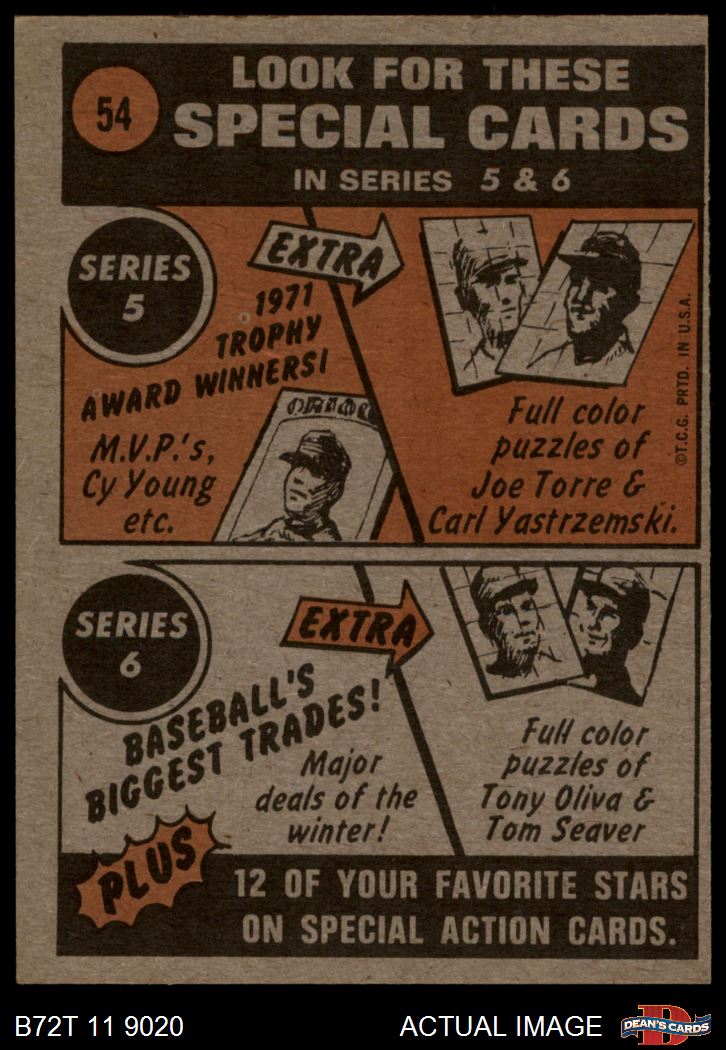 54
LOOK FOR THESE
SPECIAL CARDS
IN SERIES 5 & 6
SERIES
5
EXTRA
1971
TROPHY
AWARD WINNERS!
M.V.P.'s,
Cy Young
etc.
ORIOL
Full color
puzzles of
Joe Torre &
Carl Yastrzemski.
©T.C.G. PRTD. IN U.S.A.
SERIES
6
EXTRA
BASEBALL'S
BIGGEST TRADES!
Major
deals of the
winter!
Full color
puzzles of
Tony Oliva &
Tom Seaver
PLUS
12 OF YOUR FAVORITE STARS
ON SPECIAL ACTION CARDS.
B72T 11 9020
ACTUAL IMAGE
D
DEAN'S CARDS